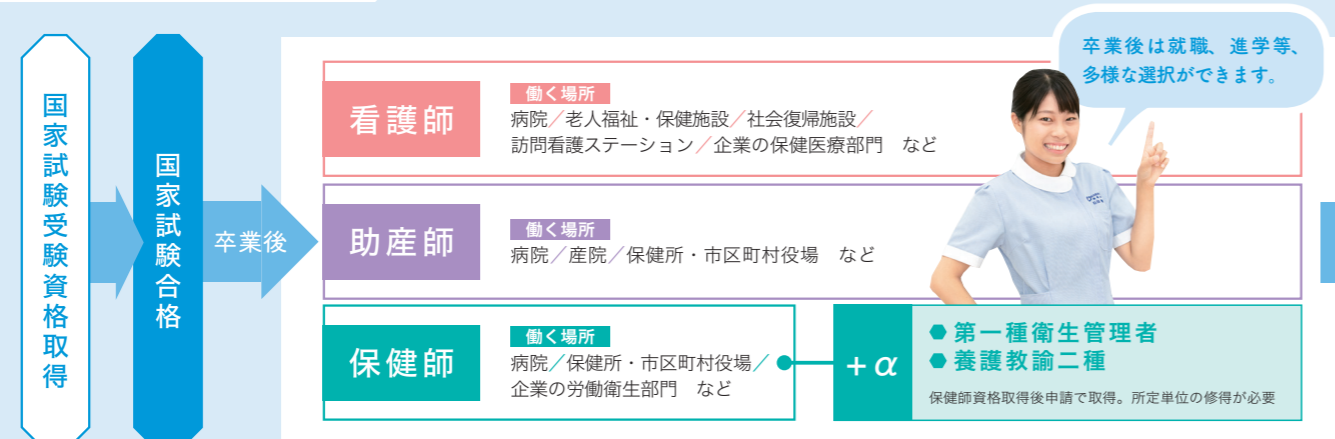 国家試験受験資格取得
国家試験合格
卒業後
卒業後は就職、進学等、
多様な選択ができます。
看護師
働く場所
病院／老人福祉・保健施設／社会復帰施設／
訪問看護ステーション／企業の保健医療部門　など
助産師
働く場所
病院／産院／保健所・市区町村役場　など
保健師
働く場所
病院／保健所・市区町村役場／
企業の労働衛生部門　など
+α
● 第一種衛生管理者
● 養護教諭二種
保健師資格取得後申請で取得。所定単位の修得が必要